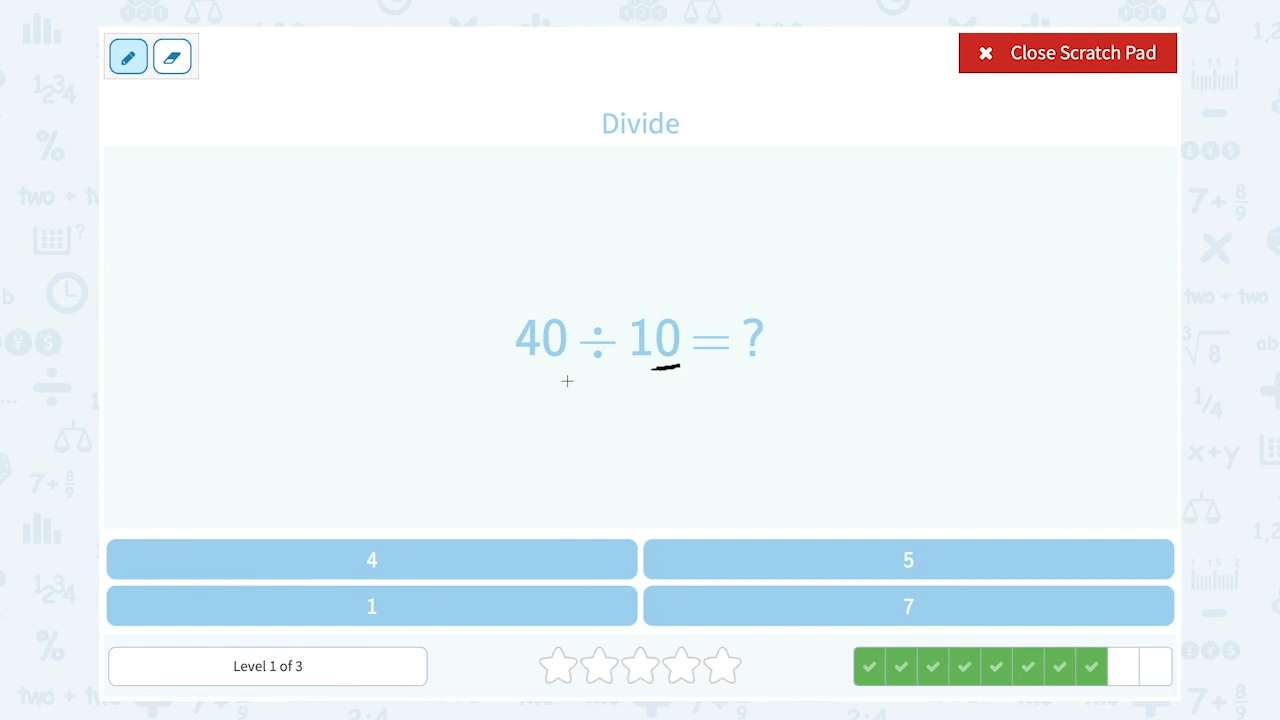 Close Scratch Pad
Divide
40 ÷ 10 = ?
4
5
1
7
Level 1 of 3